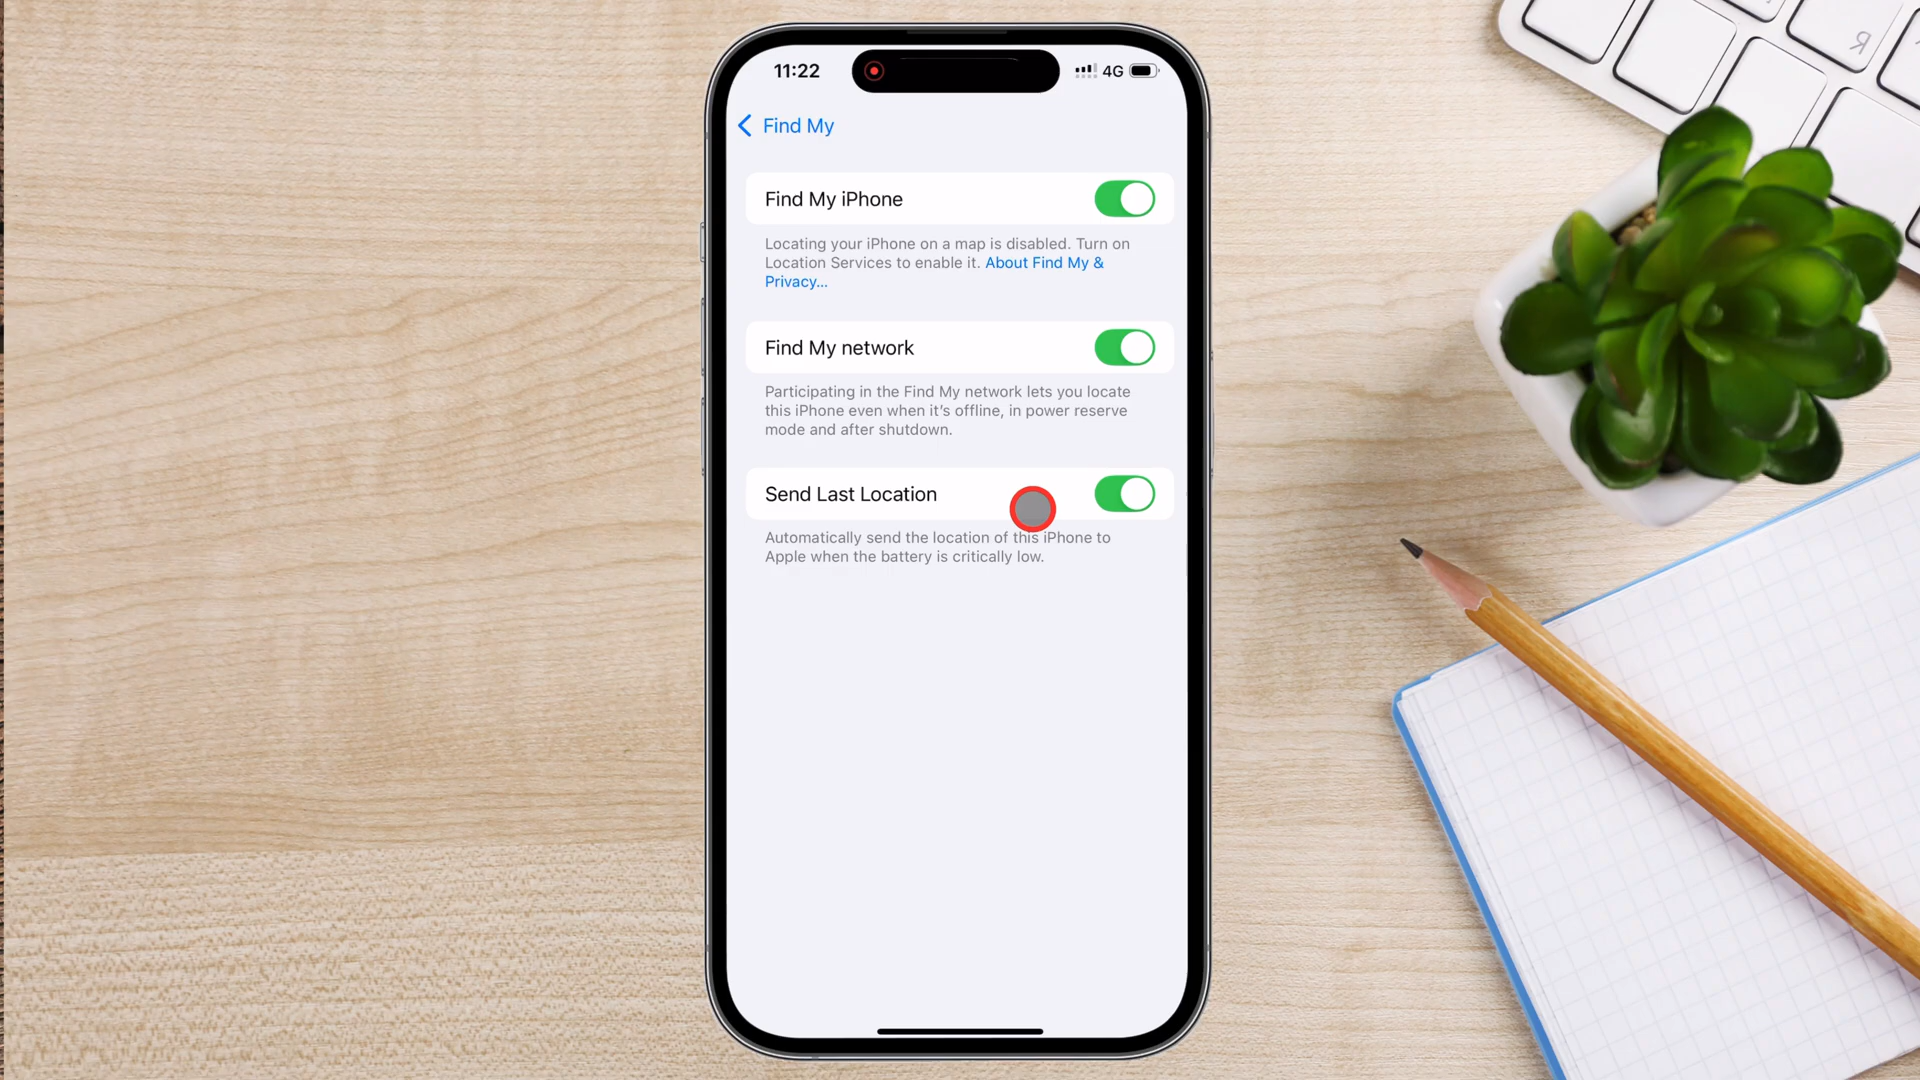 11:22
4G
Find My
Find My iPhone
Locating your iPhone on a map is disabled. Turn on
Location Services to enable it. About Find My &
Privacy...
Find My network
Participating in the Find My network lets you locate
this iPhone even when it's offline, in power reserve
mode and after shutdown.
Send Last Location
Automatically send the location of this iPhone to
Apple when the battery is critically low.
R